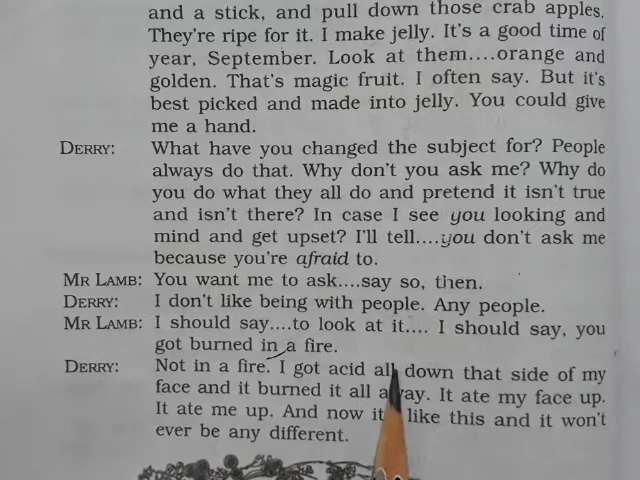 and a stick, and pull down those crab apples.
They're ripe for it. I make jelly. It's a good time of
year, September. Look at them....orange and
golden. That's magic fruit. I often say. But it's
best picked and made into jelly. You could give
me a hand.
DERRY: What have you changed the subject for? People
always do that. Why don't you ask me? Why do
you do what they all do and pretend it isn't true
and isn't there? In case I see you looking and
mind and get upset? I'll tell....you don't ask me
because you're afraid to.
MR LAMB: You want me to ask....say so, then.
DERRY: I don't like being with people. Any people.
MR LAMB: I should say....to look at it.... I should say, you
got burned in a fire.
DERRY: Not in a fire. I got acid all down that side of my
face and it burned it all away. It ate my face up.
It ate me up. And now like this and it won't
ever be any different.